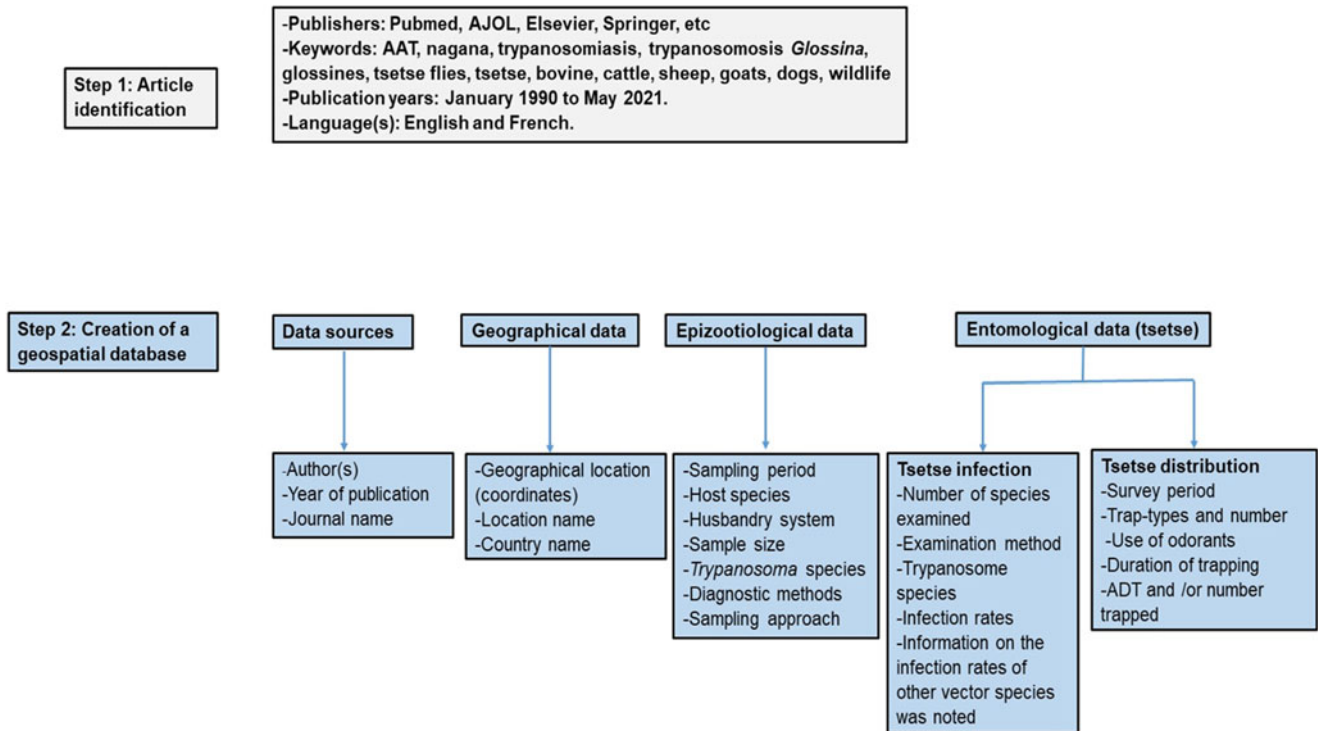 Step 1: Article
identification
-Publishers: Pubmed, AJOL, Elsevier, Springer, etc
-Keywords: AAT, nagana, trypanosomiasis, trypanosomosis Glossina,
glossines, tsetse flies, tsetse, bovine, cattle, sheep, goats, dogs, wildlife
-Publication years: January 1990 to May 2021.
-Language(s): English and French.
Step 2: Creation of a
geospatial database
Data sources
Geographical data
Epizootiological data
Entomological data (tsetse)
-Author(s)
-Year of publication
-Journal name
-Geographical location
(coordinates)
-Location name
-Country name
-Sampling period
-Host species
-Husbandry system
-Sample size
-Trypanosoma species
-Diagnostic methods
-Sampling approach
Tsetse infection
-Number of species
examined
-Examination method
-Trypanosome
species
-Infection rates
-Information on the
infection rates of
other vector species
was noted
Tsetse distribution
-Survey period
-Trap-types and number
-Use of odorants
-Duration of trapping
-ADT and /or number
trapped